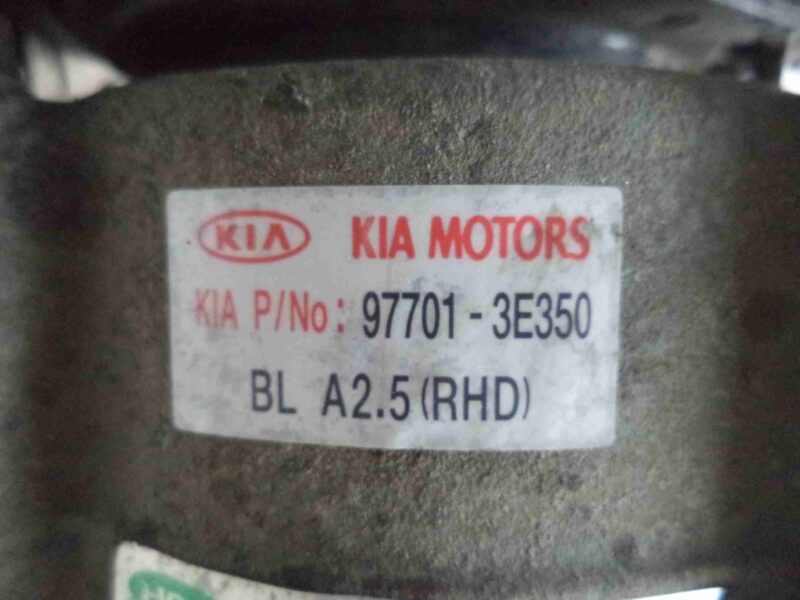 KIA KIA MOTORS
KIA P/No: 97701-3E350
BL A2.5(RHD)